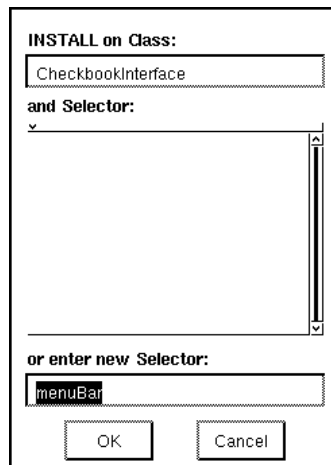 INSTALL on Class:
CheckbookInterface
and Selector:
or enter new Selector:
menuBar
OK
Cancel